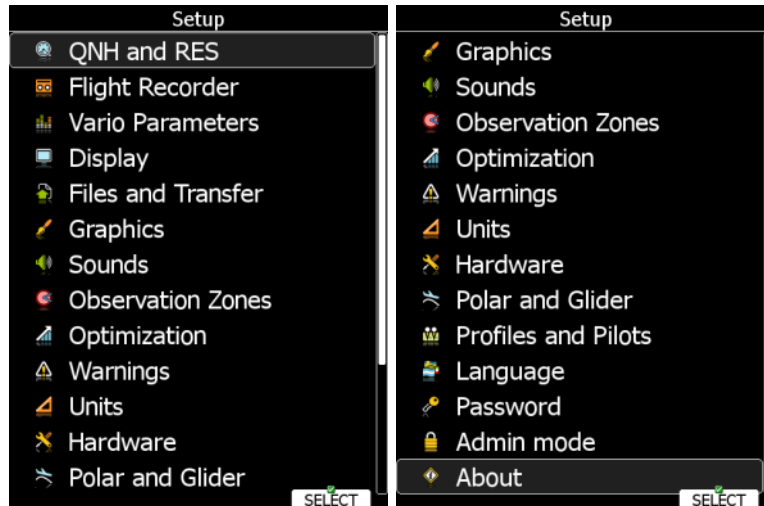 Setup
QNH and RES
Flight Recorder
Vario Parameters
Display
Files and Transfer
Graphics
Sounds
Observation Zones
Optimization
Warnings
Units
Hardware
Polar and Glider
SELECT
Setup
Graphics
Sounds
Observation Zones
Optimization
Warnings
Units
Hardware
Polar and Glider
Profiles and Pilots
Language
Password
Admin mode
About
SELECT